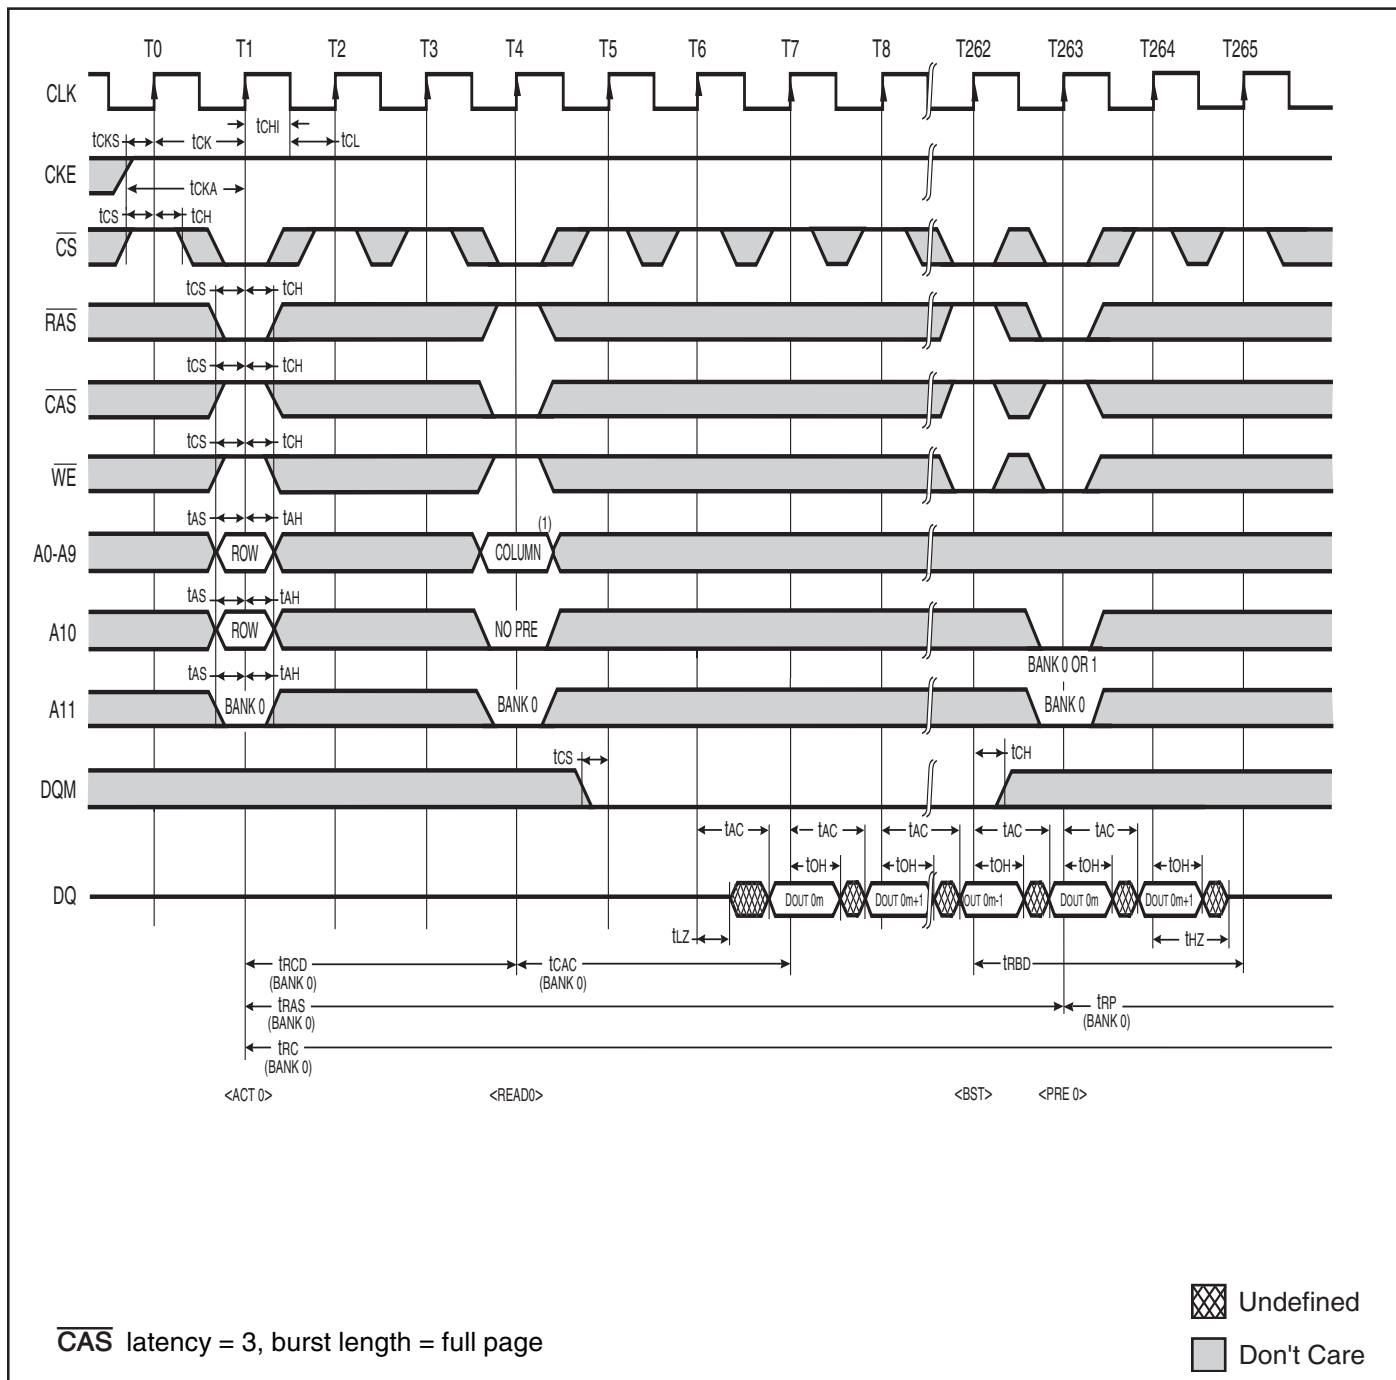 T0 T1 T2 T3 T4 T5 T6 T7 T8 T262 T263 T264 T265
CLK
tCHI
tCKS tCK tCL
CKE
tCKA
tCS tCH
CS
tCS tCH
RAS
tCS tCH
CAS
tCS tCH
WE
tAS tAH (1)
A0-A9 ROW COLUMN
tAS tAH
A10 ROW NO PRE
BANK 0 OR 1
tAS tAH
A11 BANK 0 BANK 0 BANK 0
tCS tCH
DQM
tAC tAC tAC tAC tAC
tOH tOH tOH tOH tOH
DQ DOUT 0m DOUT 0m+1 OUT 0m-1 DOUT 0m DOUT 0m+1
tLZ tHZ
tRCD tCAC tRBD
(BANK 0) (BANK 0)
tRAS tRP
(BANK 0) (BANK 0)
tRC
(BANK 0)
<ACT 0> <READ0> <BST> <PRE 0>
Undefined
CAS latency = 3, burst length = full page
Don't Care